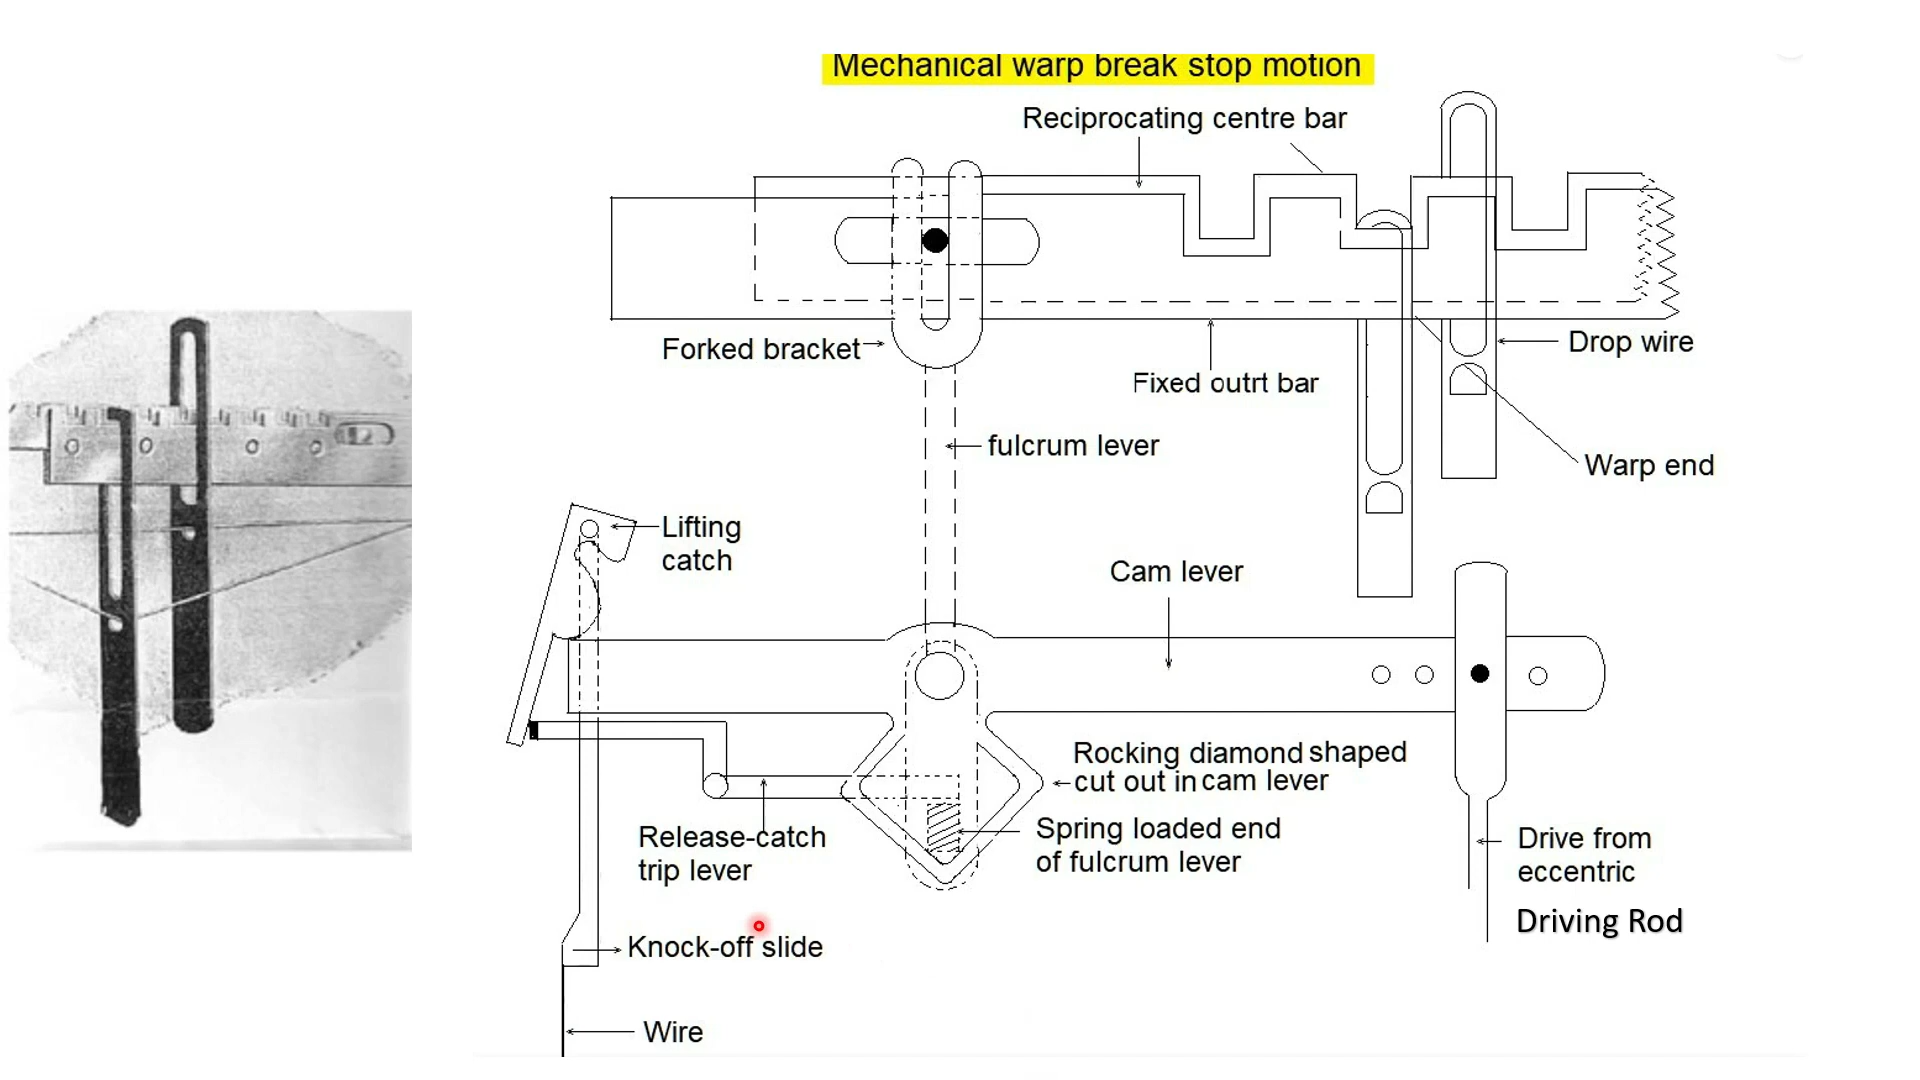 Mechanical warp break stop motion
Reciprocating centre bar
Forked bracket
Fixed outrt bar
Drop wire
fulcrum lever
Warp end
Lifting
catch
Cam lever
Rocking diamond shaped
cut out in cam lever
Release-catch
trip lever
Spring loaded end
of fulcrum lever
Drive from
eccentric
Driving Rod
Knock-off slide
Wire